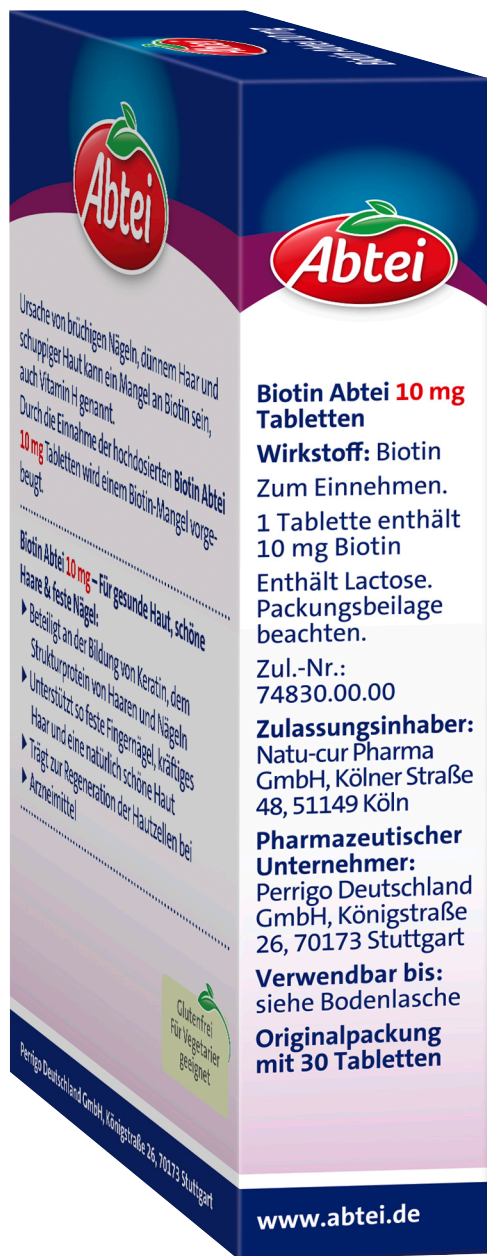 Abtei
Ursache von brüchigen Nägeln, dünnem Haar und
schuppiger Haut kann ein Mangel an Biotin sein,
auch Vitamin H genannt.
Durch die Einnahme der hochdosierten Biotin Abtei
10 mg Tabletten wird einem Biotin-Mangel vorge-
beugt.
Biotin Abtei 10 mg – Für gesunde Haut, schöne
Haare & feste Nägel:
Beteiligt an der Bildung von Keratin, dem
Strukturprotein von Haaren und Nägeln
Unterstützt so feste Fingernägel, kräftiges
Haar und eine natürlich schöne Haut
Trägt zur Regeneration der Hautzellen bei
Arzneimittel
Glutenfrei
Für Vegetarier
geeignet
Perrigo Deutschland GmbH, Königstraße 26, 70173 Stuttgart
Abtei
Biotin Abtei 10 mg
Tabletten
Wirkstoff: Biotin
Zum Einnehmen.
1 Tablette enthält
10 mg Biotin
Enthält Lactose.
Packungsbeilage
beachten.
Zul.-Nr.:
74830.00.00
Zulassungsinhaber:
Natu-cur Pharma
GmbH, Kölner Straße
48, 51149 Köln
Pharmazeutischer
Unternehmer:
Perrigo Deutschland
GmbH, Königstraße
26, 70173 Stuttgart
Verwendbar bis:
siehe Bodenlasche
Originalpackung
mit 30 Tabletten
www.abtei.de